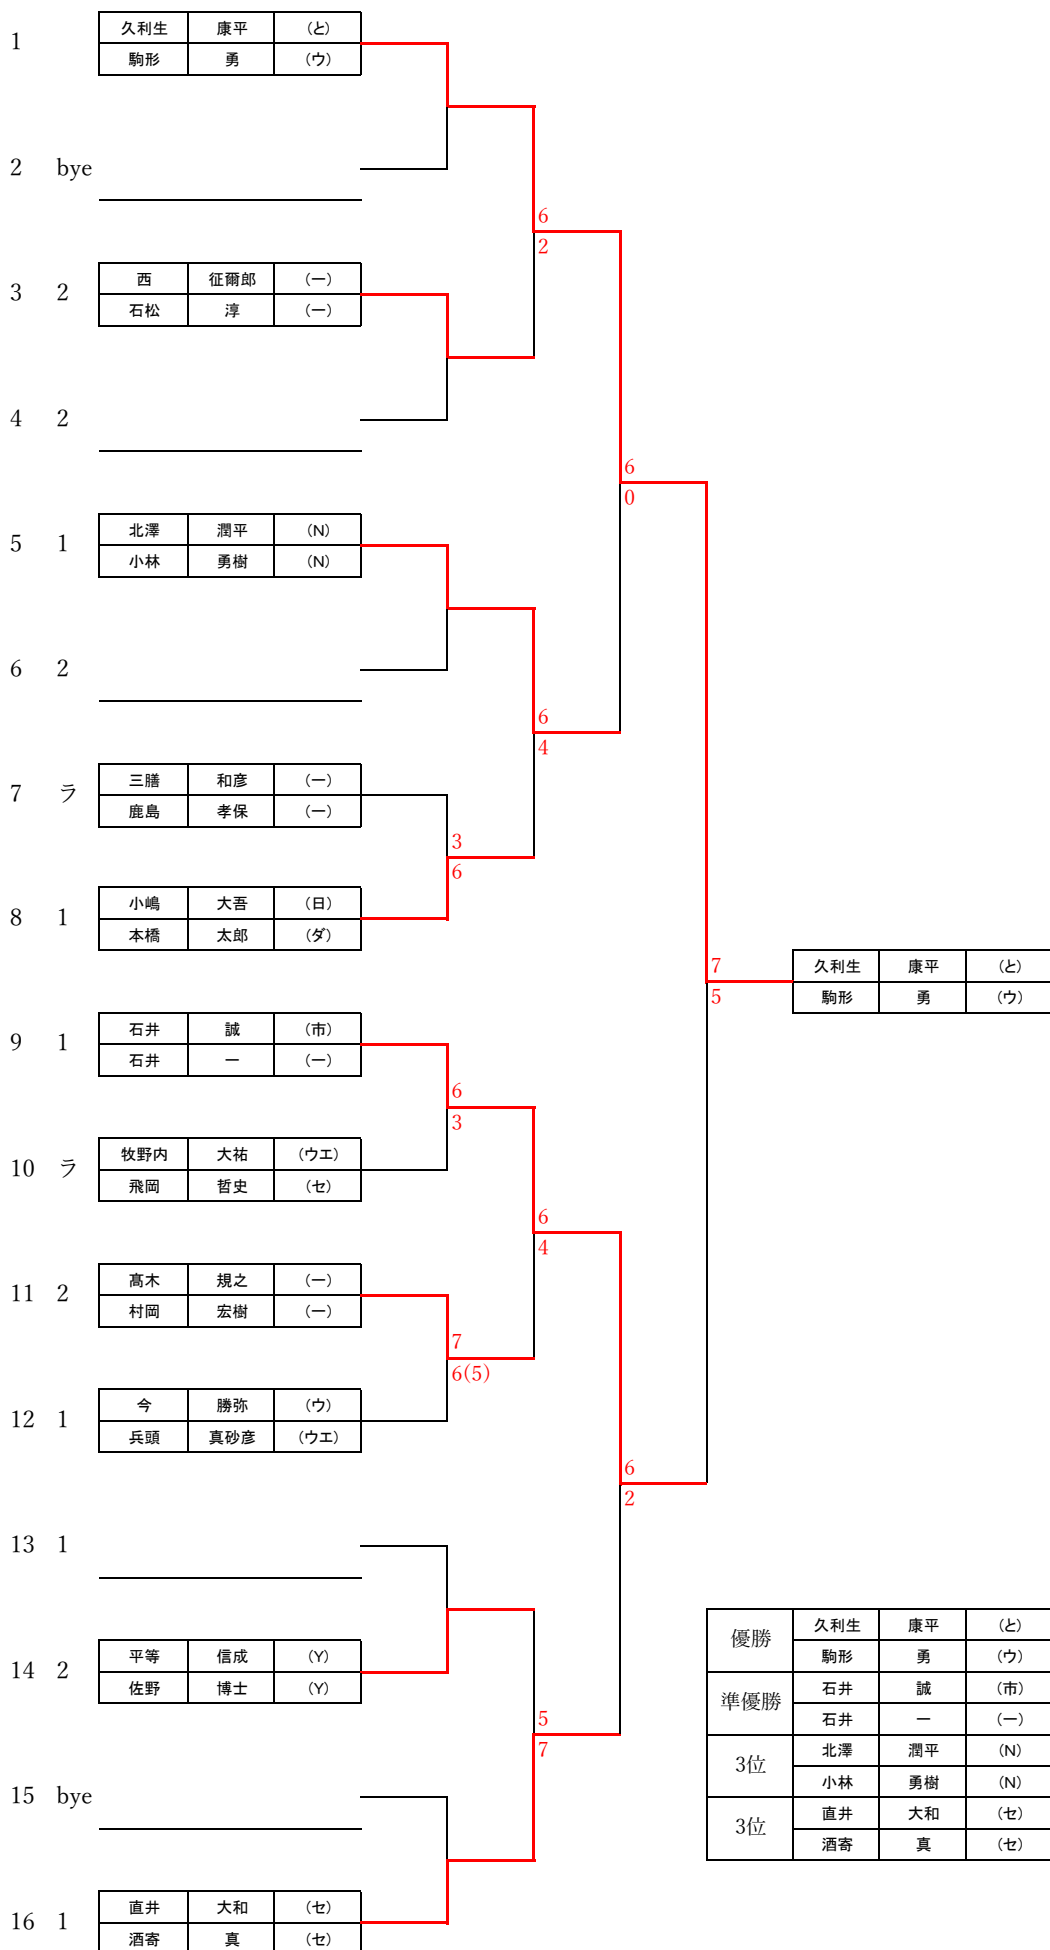 1 久利生 康平 （と）
駒形 勇 （ウ）
2 bye
6
2
3 2 西 征爾郎 （一）
石松 淳 （一）
4 2
6
0
5 1 北澤 潤平 （N）
小林 勇樹 （N）
6 2
6
4
7 ラ 三膳 和彦 （一）
鹿島 孝保 （一）
3
6
8 1 小嶋 大吾 （日）
本橋 太郎 （ダ）
7 久利生 康平 （と）
5 駒形 勇 （ウ）
9 1 石井 誠 （市）
石井 一 （一）
6
3
10 ラ 牧野内 大祐 （ウエ）
飛岡 哲史 （セ）
6
4
11 2 髙木 規之 （一）
村岡 宏樹 （一）
7
6(5)
12 1 今 勝弥 （ウ）
兵頭 真砂彦 （ウエ）
6
2
13 1
14 2 平等 信成 （Y）
佐野 博士 （Y）
5
7
15 bye
16 1 直井 大和 （セ）
酒寄 真 （セ）
優勝 久利生 康平 （と）
駒形 勇 （ウ）
準優勝 石井 誠 （市）
石井 一 （一）
3位 北澤 潤平 （N）
小林 勇樹 （N）
3位 直井 大和 （セ）
酒寄 真 （セ）